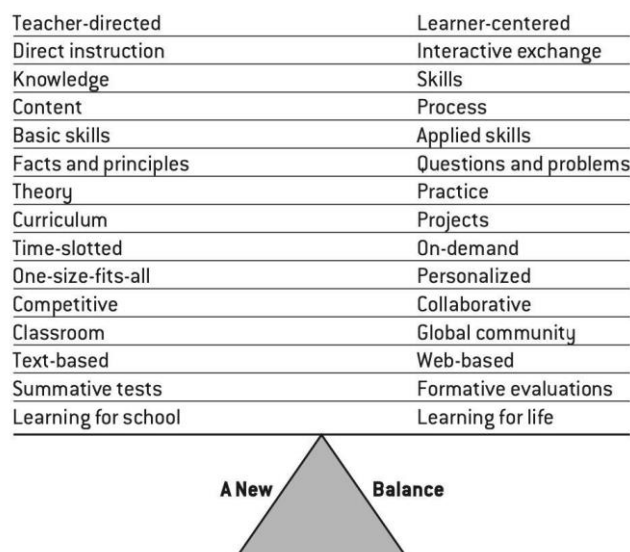 Teacher-directed Learner-centered
Direct instruction Interactive exchange
Knowledge Skills
Content Process
Basic skills Applied skills
Facts and principles Questions and problems
Theory Practice
Curriculum Projects
Time-slotted On-demand
One-size-fits-all Personalized
Competitive Collaborative
Classroom Global community
Text-based Web-based
Summative tests Formative evaluations
Learning for school Learning for life
A New Balance